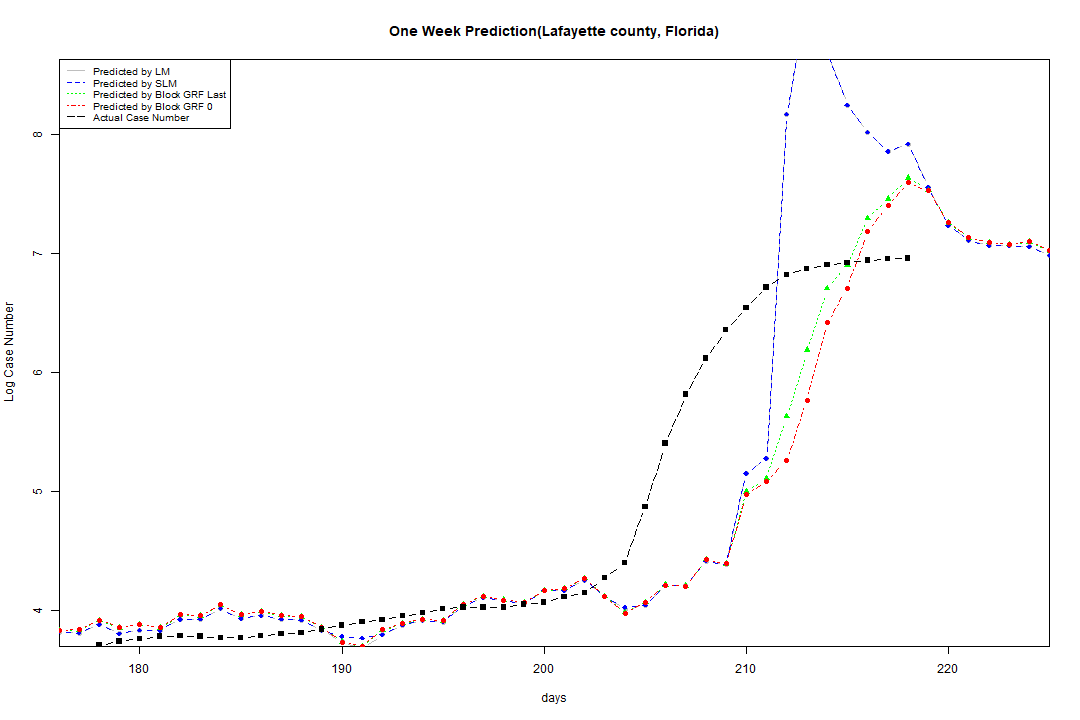 One Week Prediction(Lafayette county, Florida)
Predicted by LM
Predicted by SLM
Predicted by Block GRF Last
Predicted by Block GRF 0
Actual Case Number
8
7
6
5
4
Log Case Number
180
190
200
210
220
days